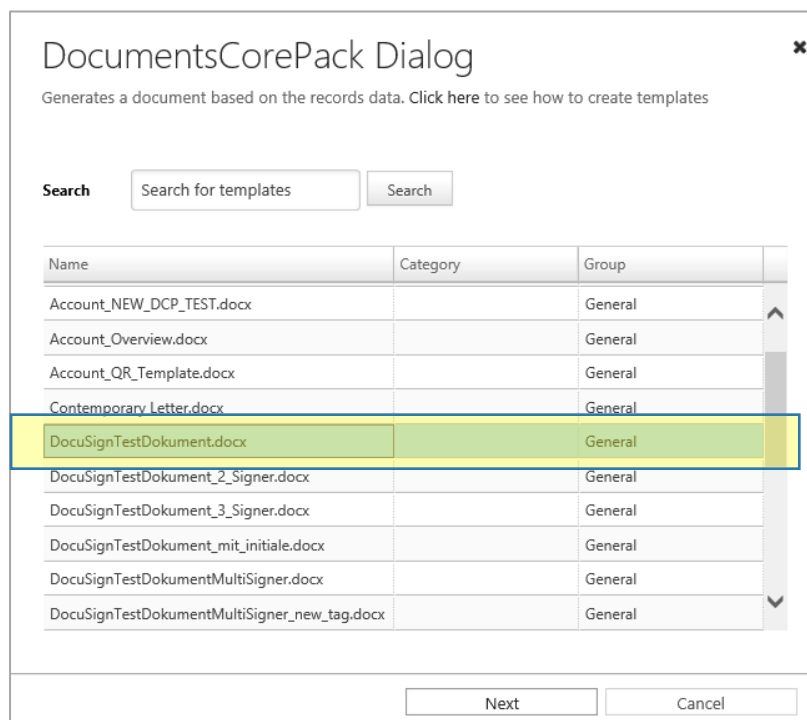 DocumentsCorePack Dialog
Generates a document based on the records data. Click here to see how to create templates
Search Search for templates Search
Name Category Group
Account_NEW_DCP_TEST.docx General
Account_Overview.docx General
Account_QR_Template.docx General
Contemporary Letter.docx General
DocuSignTestDokument.docx General
DocuSignTestDokument_2_Signer.docx General
DocuSignTestDokument_3_Signer.docx General
DocuSignTestDokument_mit_initiale.docx General
DocuSignTestDokumentMultiSigner.docx General
DocuSignTestDokumentMultiSigner_new_tag.docx General
Next Cancel